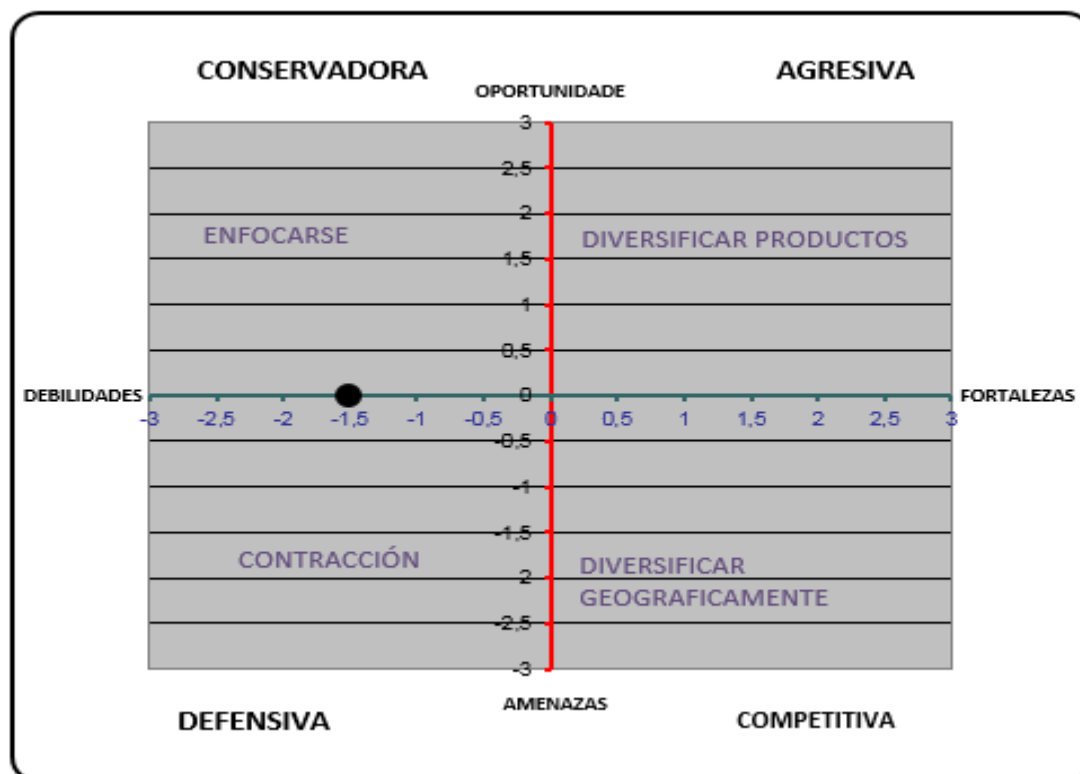 CONSERVADORA
AGRESIVA
OPORTUNIDADE
3
2,5
2
ENFOCARSE
DIVERSIFICAR PRODUCTOS
1,5
1
0,5
DEBILIDADES
0
FORTALEZAS
-3 -2,5 -2 -1,5 -1 -0,5 0 0,5 1 1,5 2 2,5 3
-0,5
-1
-1,5
CONTRACCIÓN
DIVERSIFICAR
-2
GEOGRAFICAMENTE
-2,5
-3
AMENAZAS
DEFENSIVA
COMPETITIVA